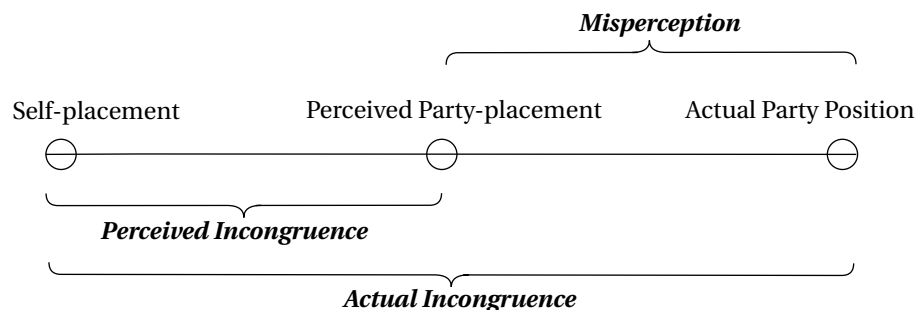 Misperception
Self-placement Perceived Party-placement Actual Party Position
Perceived Incongruence
Actual Incongruence